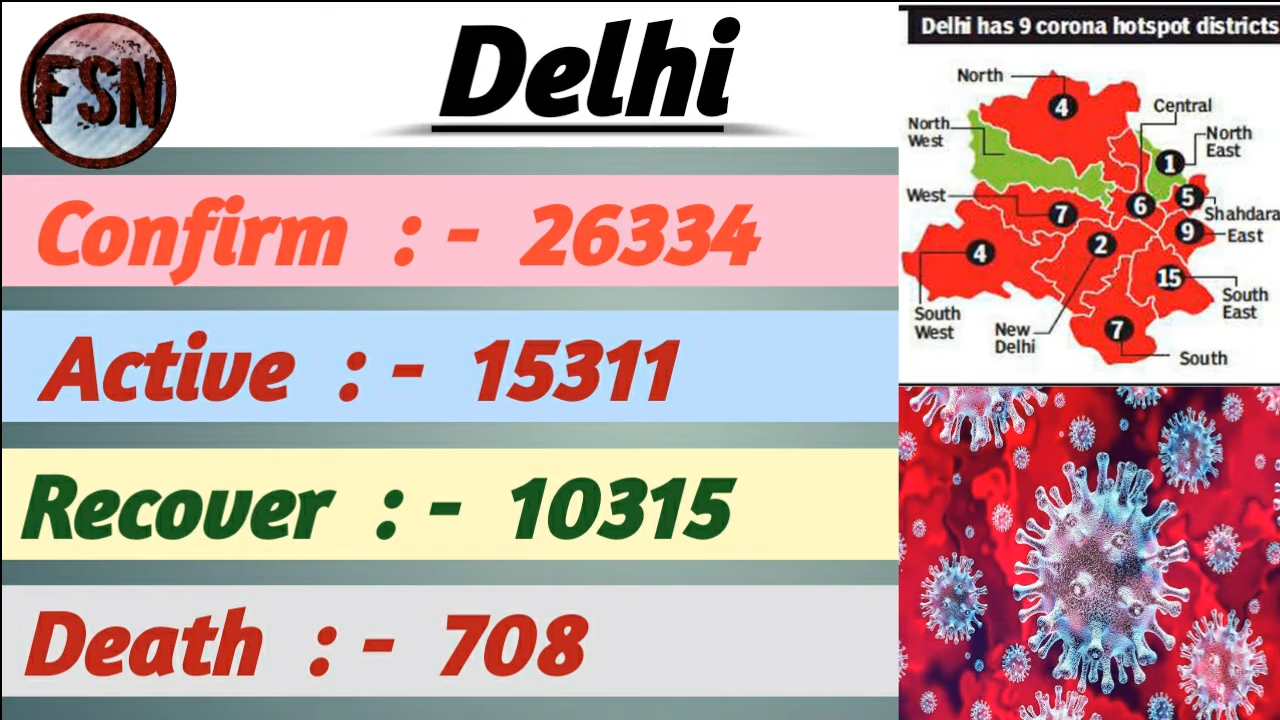 FSN
Delhi
Confirm : - 26334
Active : - 15311
Recover : - 10315
Death : - 708
Delhi has 9 corona hotspot districts
North
4
Central
North
West
North
East
1
West
7
6
5
Shahdara
9
East
4
2
15
South
West
New
Delhi
South
East
7
South